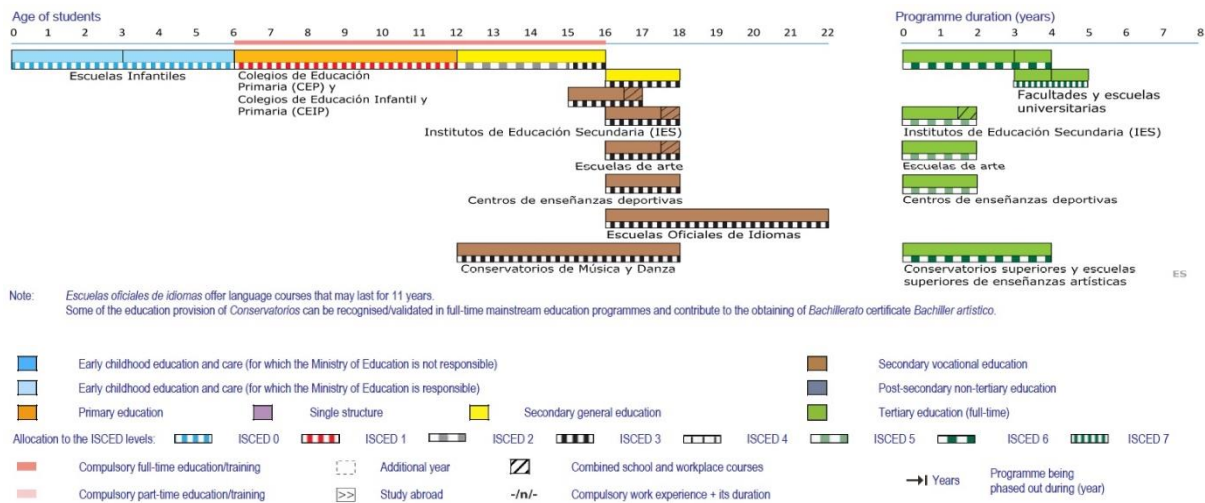 Age of students
Programme duration (years)
0 1 2 3 4 5 6 7 8 9 10 11 12 13 14 15 16 17 18 19 20 21 22
0 1 2 3 4 5 6 7 8
Escuelas Infantiles
Colegios de Educación
Primaria (CEP) y
Colegios de Educación Infantil y
Primaria (CEIP)
Institutos de Educación Secundaria (IES)
Escuelas de arte
Centros de enseñanzas deportivas
Escuelas Oficiales de Idiomas
Conservatorios de Música y Danza
Facultades y escuelas
universitarias
Institutos de Educación Secundaria (IES)
Escuelas de arte
Centros de enseñanzas deportivas
Conservatorios superiores y escuelas
superiores de enseñanzas artísticas
ES
Note: Escuelas oficiales de idiomas offer language courses that may last for 11 years.
Some of the education provision of Conservatorios can be recognised/validated in full-time mainstream education programmes and contribute to the obtaining of Bachillerato certificate Bachiller artístico.
Early childhood education and care (for which the Ministry of Education is not responsible)
Secondary vocational education
Early childhood education and care (for which the Ministry of Education is responsible)
Post-secondary non-tertiary education
Primary education
Single structure
Secondary general education
Tertiary education (full-time)
Allocation to the ISCED levels: ISCED 0 ISCED 1 ISCED 2 ISCED 3 ISCED 4 ISCED 5 ISCED 6 ISCED 7
Compulsory full-time education/training
Additional year
Combined school and workplace courses
Years
Programme being
phased out during (year)
Compulsory part-time education/training
>> Study abroad
-/n/- Compulsory work experience + its duration